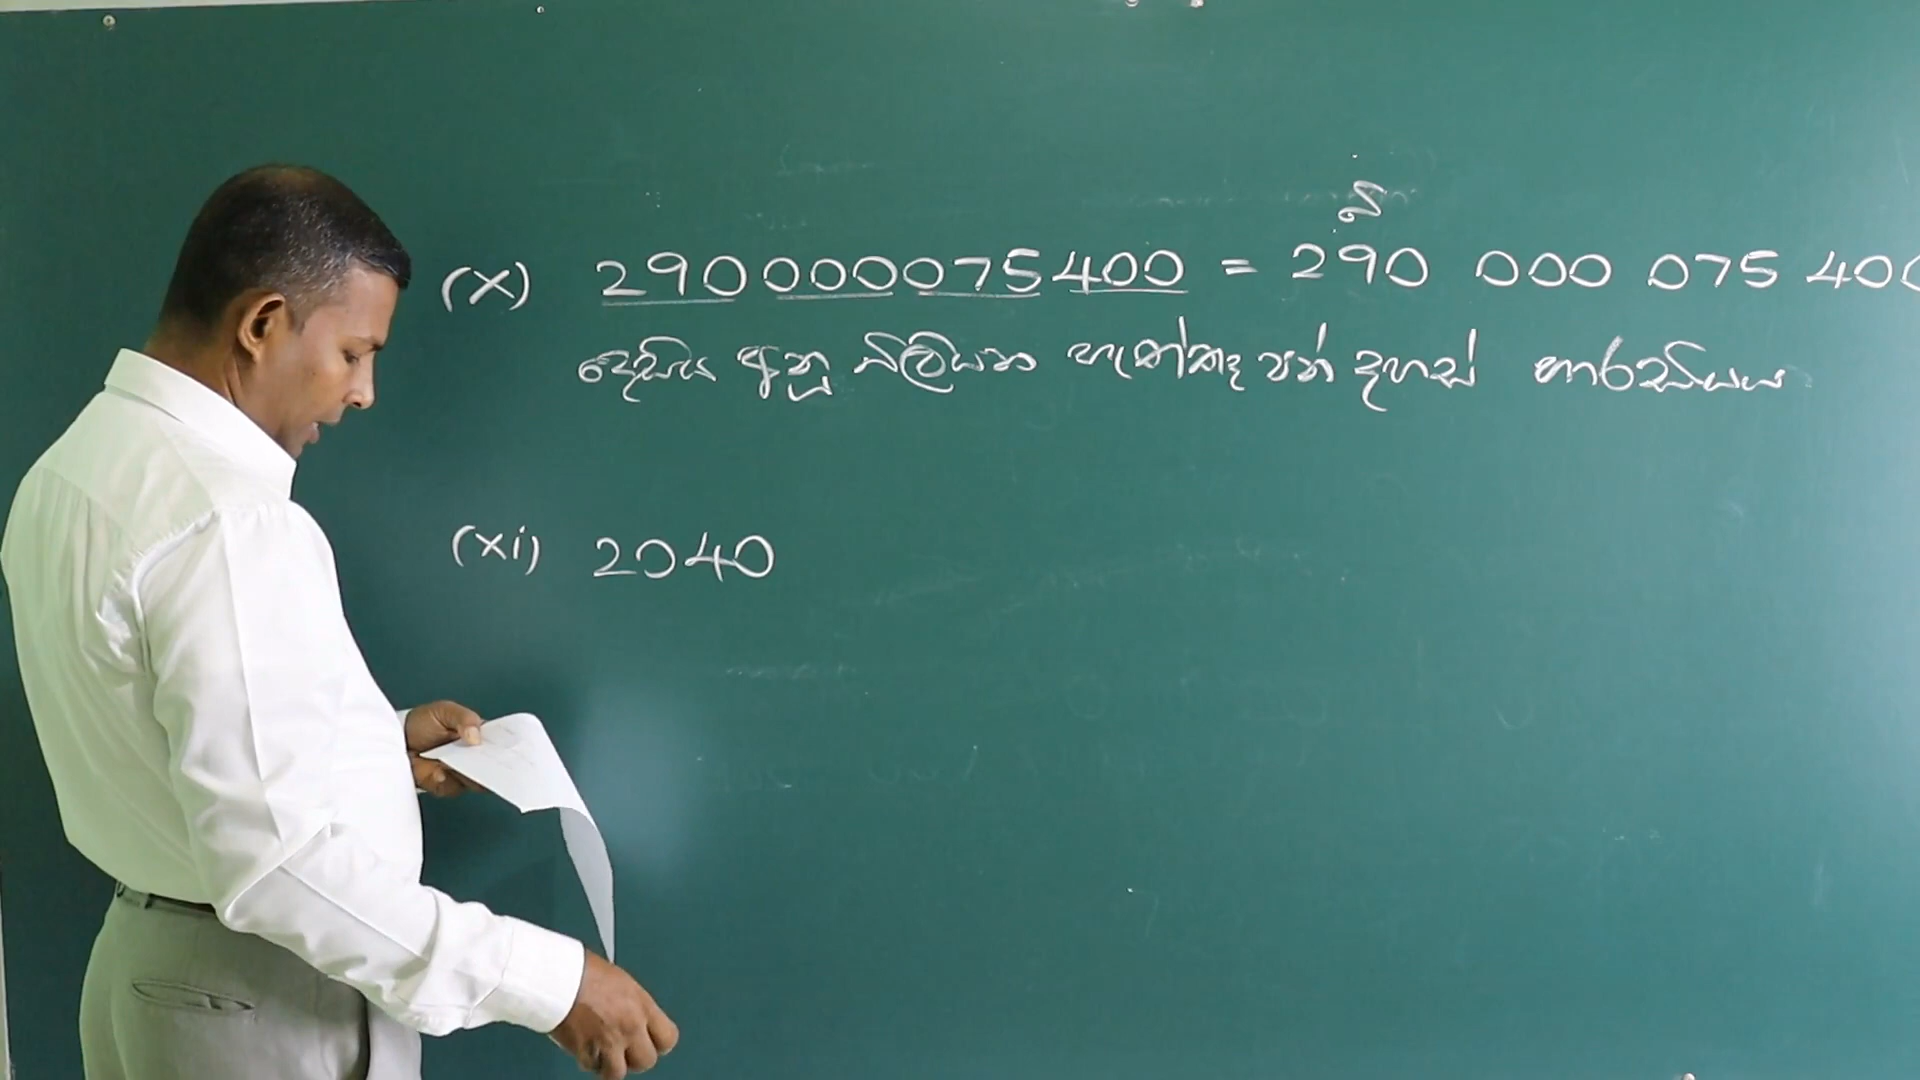 බි
(x) 290000075400 = 290 000 075 400
දෙසිය අනූ බිලියන හැත්තෑ පන් දහස් හාරසියය
(xi) 2040